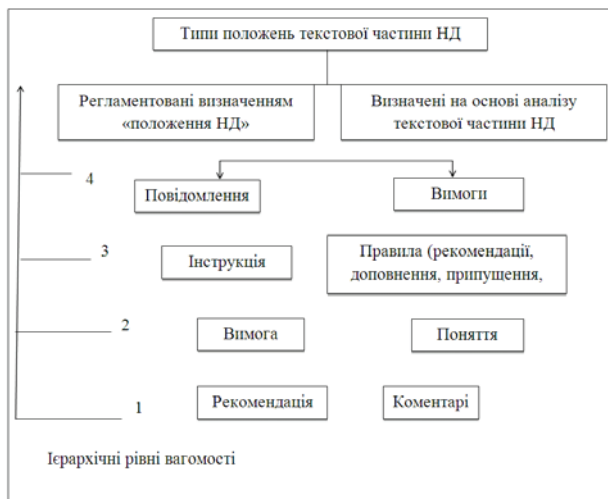 Типи положень текстової частини НД
Регламентовані визначенням
«положення НД»
Визначені на основі аналізу
текстової частини НД
4
Повідомлення
Вимоги
3
Інструкція
Правила (рекомендації,
доповнення, припущення,
2
Вимога
Поняття
1
Рекомендація
Коментарі
Ієрархічні рівні вагомості